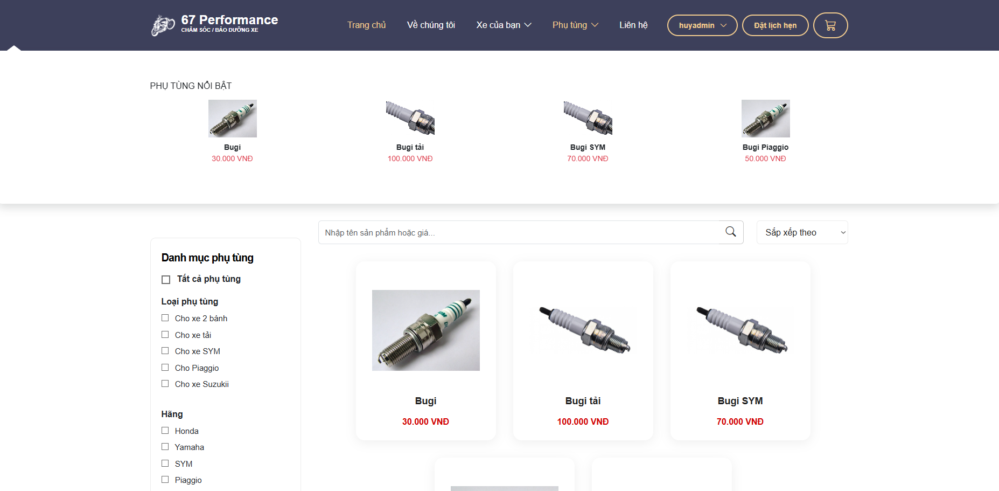 67 Performance
CHĂM SÓC / BẢO DƯỠNG XE
Trang chủ
Về chúng tôi
Xe của bạn
Phụ tùng
Liên hệ
huyadmin
Đặt lịch hẹn
PHỤ TÙNG NỔI BẬT
Bugi
30.000 VNĐ
Bugi tải
100.000 VNĐ
Bugi SYM
70.000 VNĐ
Bugi Piaggio
50.000 VNĐ
Nhập tên sản phẩm hoặc giá...
Sắp xếp theo
Danh mục phụ tùng
Tất cả phụ tùng
Loại phụ tùng
Cho xe 2 bánh
Cho xe tải
Cho xe SYM
Cho Piaggio
Cho xe Suzukii
Hãng
Honda
Yamaha
SYM
Piaggio
Bugi
30.000 VNĐ
Bugi tải
100.000 VNĐ
Bugi SYM
70.000 VNĐ